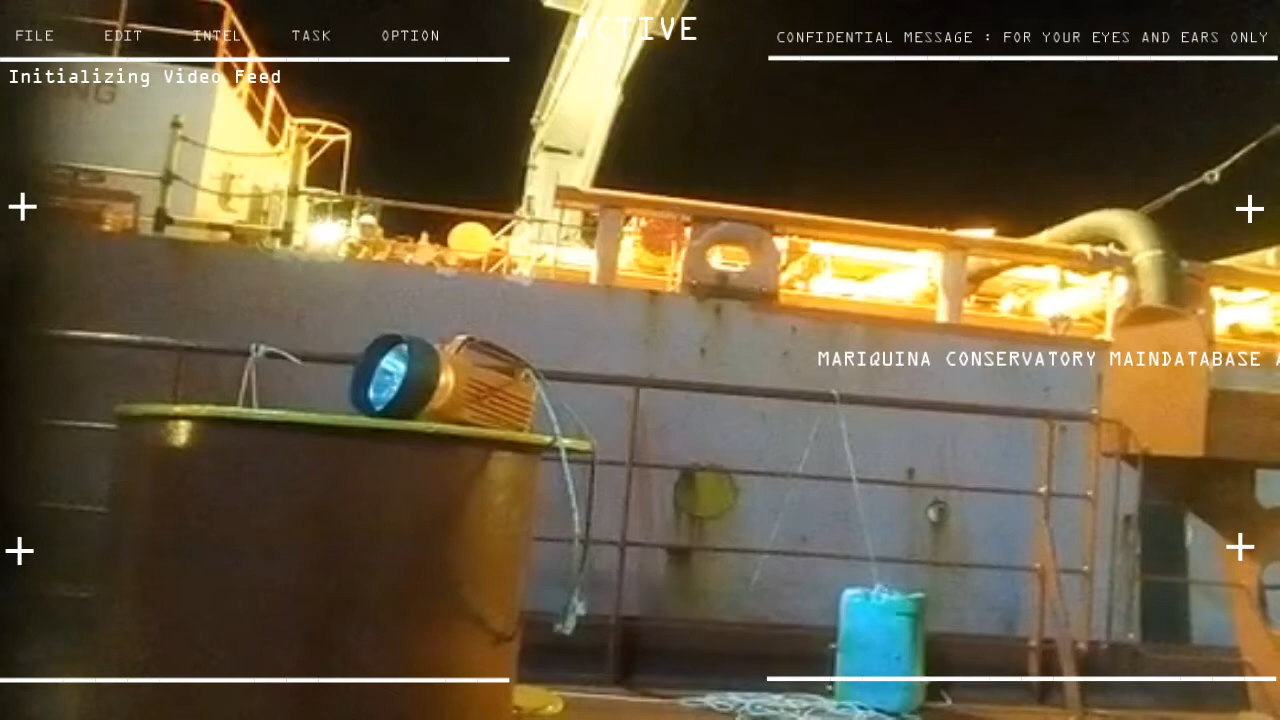 FILE EDIT INTEL TASK OPTION
ACTIVE
CONFIDENTIAL MESSAGE : FOR YOUR EYES AND EARS ONLY
Initializing Video Feed
MARIQUINA CONSERVATORY MAINDATABASE